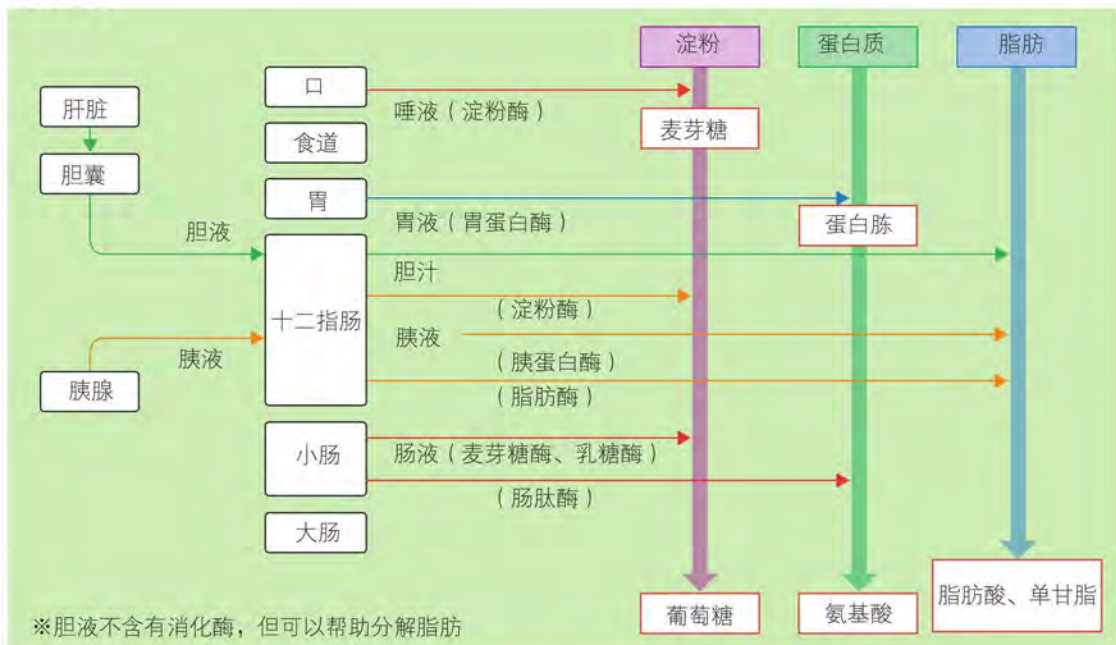 淀粉
蛋白质
脂肪
口
肝脏
唾液（淀粉酶）
麦芽糖
食道
胆囊
胃
胃液（胃蛋白酶）
蛋白胨
胆液
胆汁
（淀粉酶）
十二指肠
胰液
胰液
（胰蛋白酶）
胰腺
（脂肪酶）
小肠
肠液（麦芽糖酶、乳糖酶）
（肠肽酶）
大肠
脂肪酸、单甘脂
葡萄糖
氨基酸
※胆液不含有消化酶，但可以帮助分解脂肪